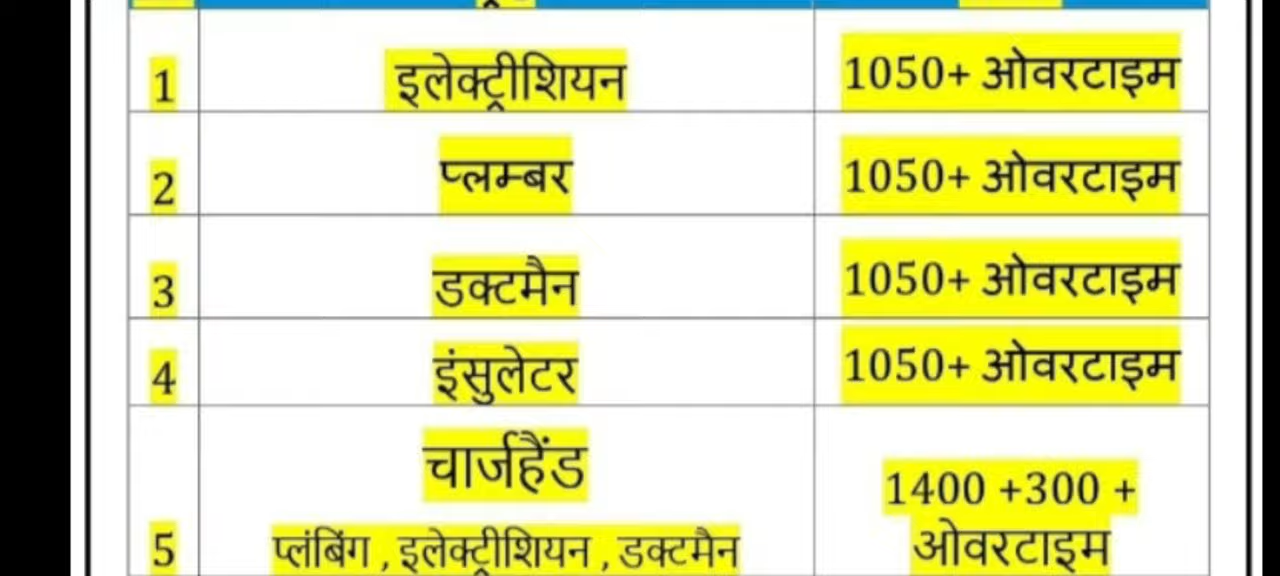 1 इलेक्ट्रीशियन 1050+ ओवरटाइम
2 प्लम्बर 1050+ ओवरटाइम
3 डक्टमैन 1050+ ओवरटाइम
4 इंसुलेटर 1050+ ओवरटाइम
चार्जहैंड
1400 +300 +
5 प्लंबिंग , इलेक्ट्रीशियन , डक्टमैन ओवरटाइम